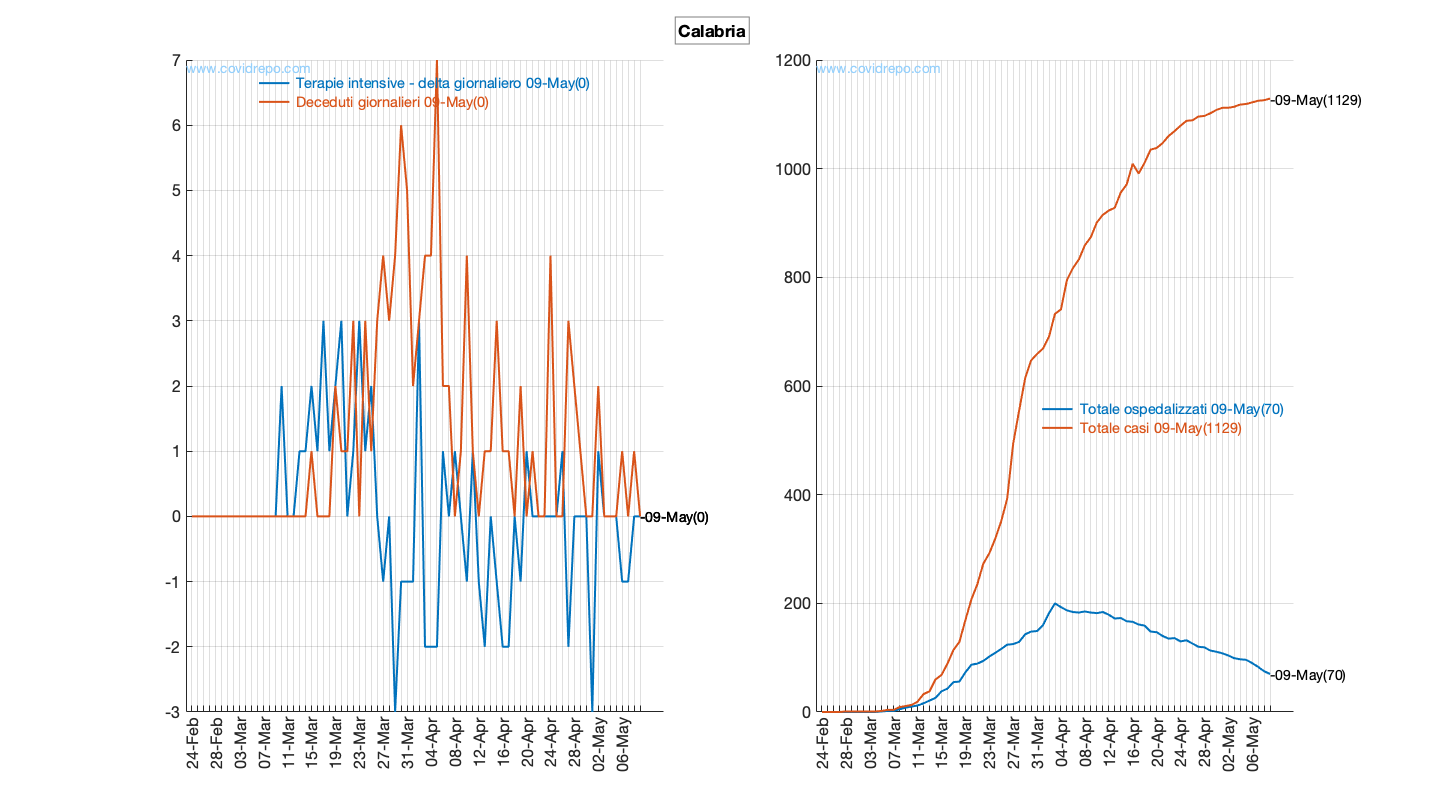 Calabria
www.covidrepo.com
Terapie intensive - delta giornaliero 09-May(0)
Deceduti giornalieri 09-May(0)
7
6
5
4
3
2
1
0
-1
-2
-3
-09-May(0)
24-Feb
28-Feb
03-Mar
07-Mar
11-Mar
15-Mar
19-Mar
23-Mar
27-Mar
31-Mar
04-Apr
08-Apr
12-Apr
16-Apr
20-Apr
24-Apr
28-Apr
02-May
06-May
www.covidrepo.com
1200
1000
800
600
400
200
0
-09-May(1129)
Totale ospedalizzati 09-May(70)
Totale casi 09-May(1129)
-09-May(70)
24-Feb
28-Feb
03-Mar
07-Mar
11-Mar
15-Mar
19-Mar
23-Mar
27-Mar
31-Mar
04-Apr
08-Apr
12-Apr
16-Apr
20-Apr
24-Apr
28-Apr
02-May
06-May